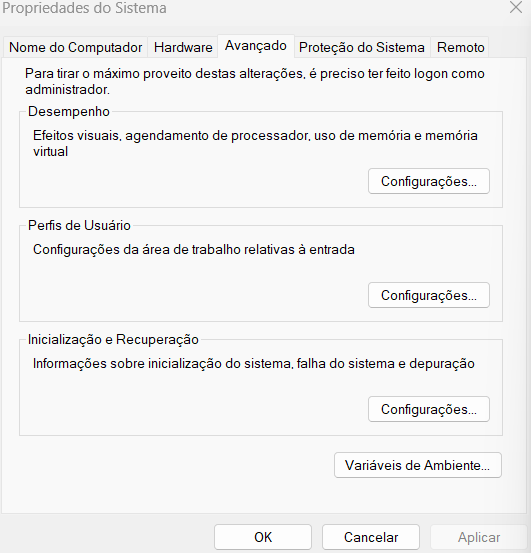 Propriedades do Sistema
Nome do Computador Hardware Avançado Proteção do Sistema Remoto
Para tirar o máximo proveito destas alterações, é preciso ter feito logon como
administrador.
Desempenho
Efeitos visuais, agendamento de processador, uso de memória e memória
virtual
Configurações...
Perfis de Usuário
Configurações da área de trabalho relativas à entrada
Configurações...
Inicialização e Recuperação
Informações sobre inicialização do sistema, falha do sistema e depuração
Configurações...
Variáveis de Ambiente...
OK Cancelar Aplicar